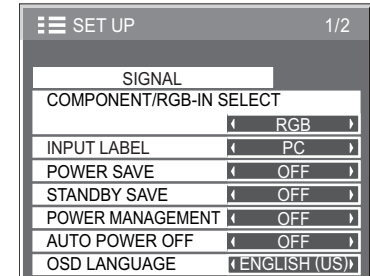 SET UP 1/2
SIGNAL
COMPONENT/RGB-IN SELECT
RGB
INPUT LABEL PC
POWER SAVE OFF
STANDBY SAVE OFF
POWER MANAGEMENT OFF
AUTO POWER OFF OFF
OSD LANGUAGE ENGLISH (US)